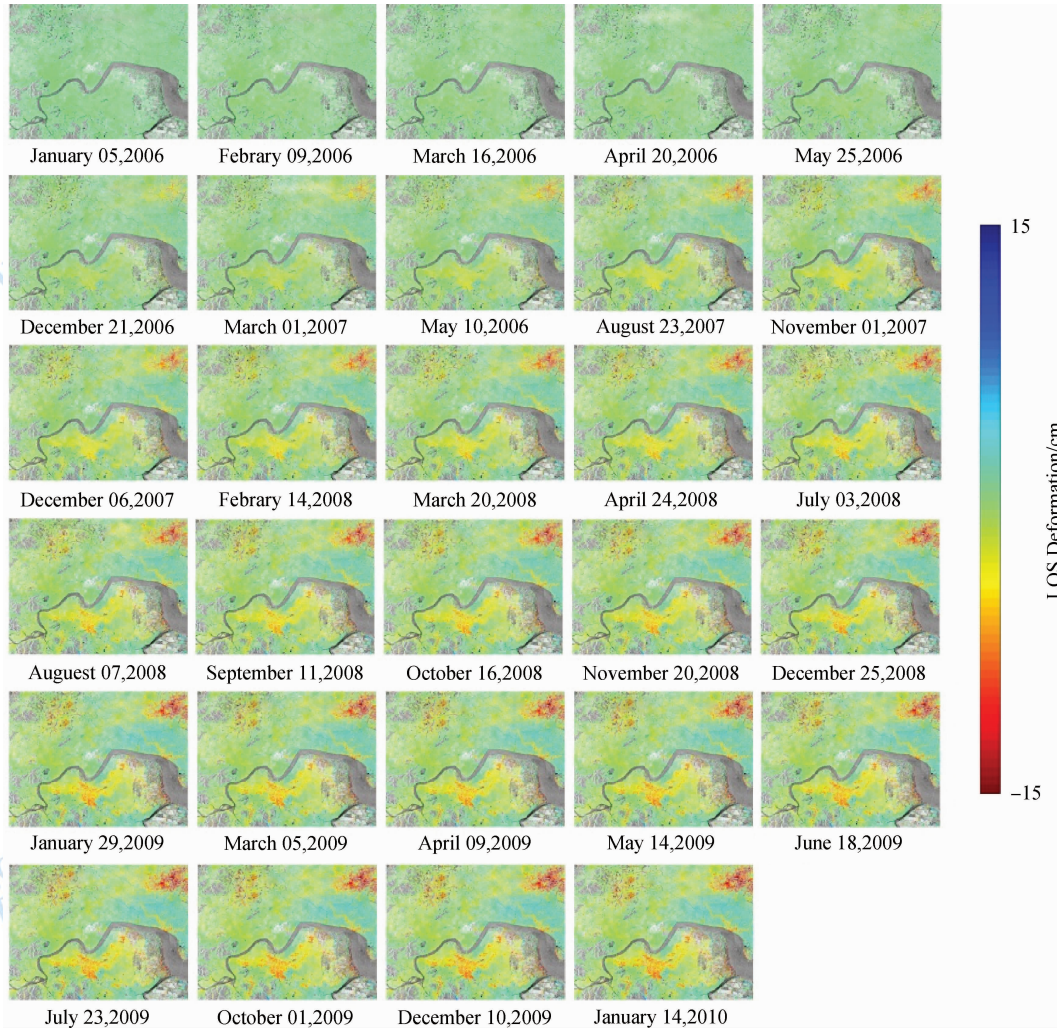 January 05,2006
Febrary 09,2006
March 16,2006
April 20,2006
May 25,2006
December 21,2006
March 01,2007
May 10,2006
August 23,2007
November 01,2007
15
December 06,2007
Febrary 14,2008
March 20,2008
April 24,2008
July 03,2008
LOS Deformation/cm
Auguest 07,2008
September 11,2008
October 16,2008
November 20,2008
December 25,2008
−15
January 29,2009
March 05,2009
April 09,2009
May 14,2009
June 18,2009
July 23,2009
October 01,2009
December 10,2009
January 14,2010